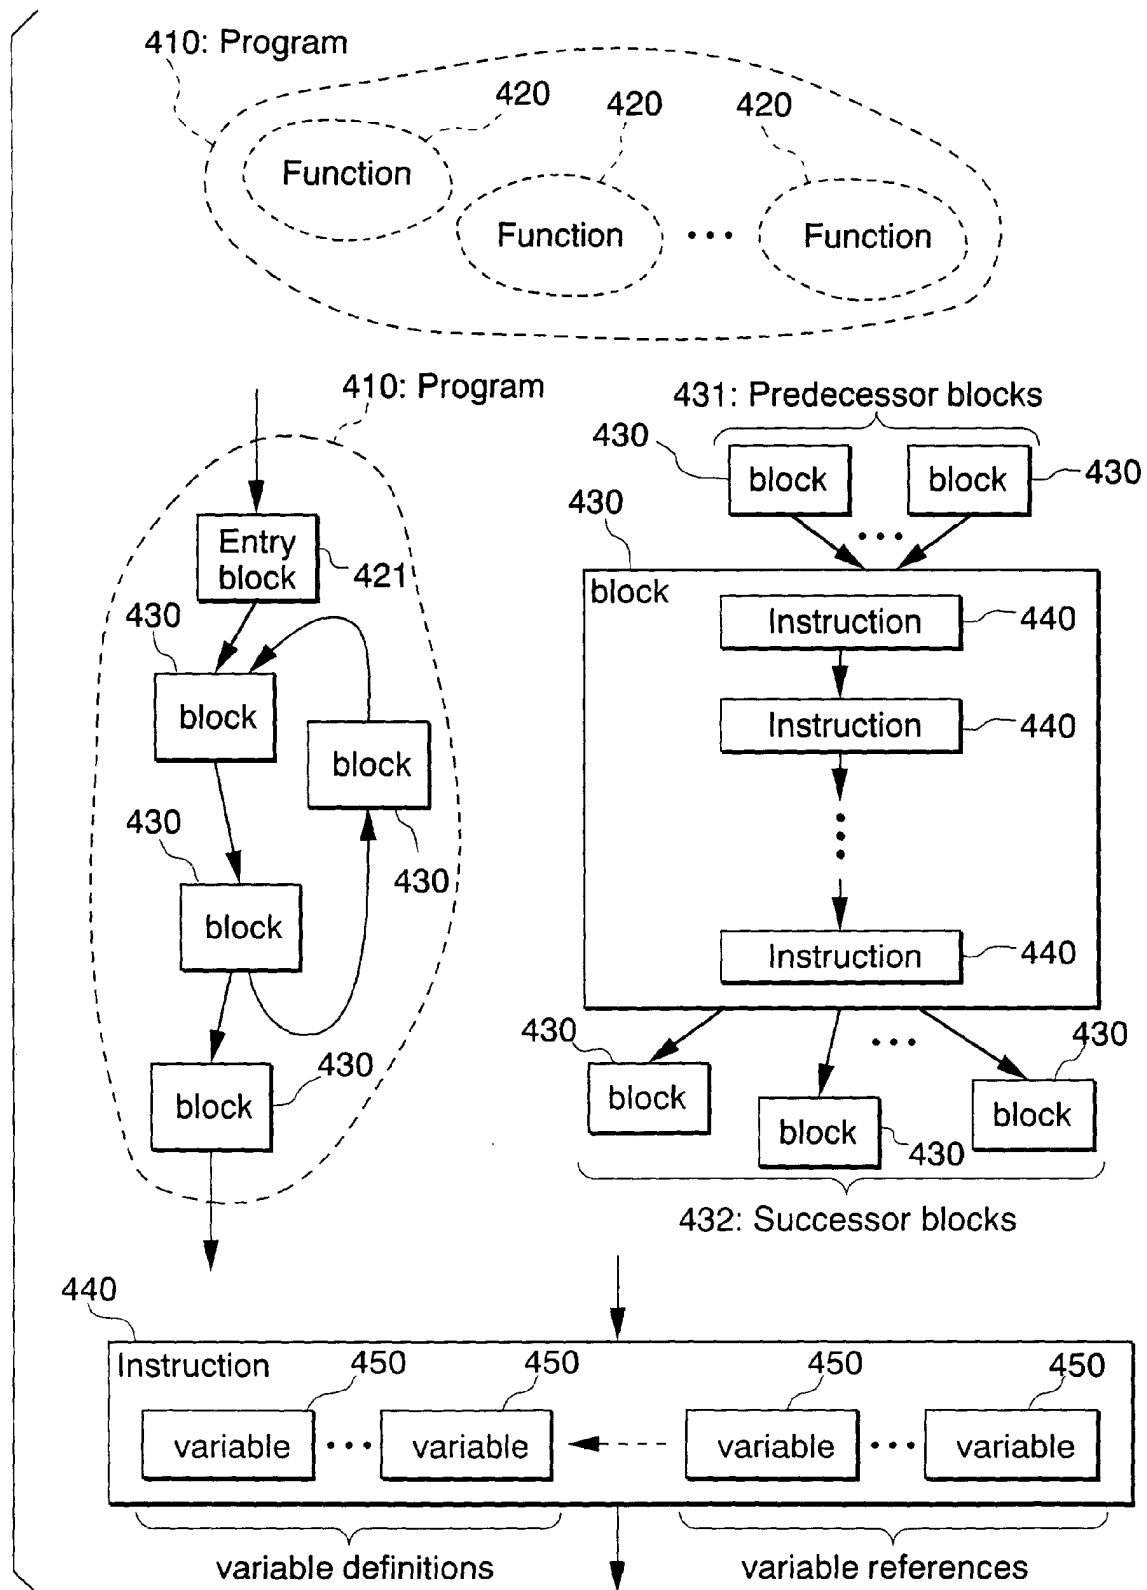 410: Program
420
420
420
Function
Function
...
Function
410: Program
Entry
block
421
430
block
block
430
430
block
430
block
431: Predecessor blocks
430
block
block
430
430
...
block
Instruction
440
Instruction
440
Instruction
440
430
...
430
block
block
430
block
432: Successor blocks
440
Instruction
450
450
450
450
variable ... variable
variable ... variable
variable definitions
variable references